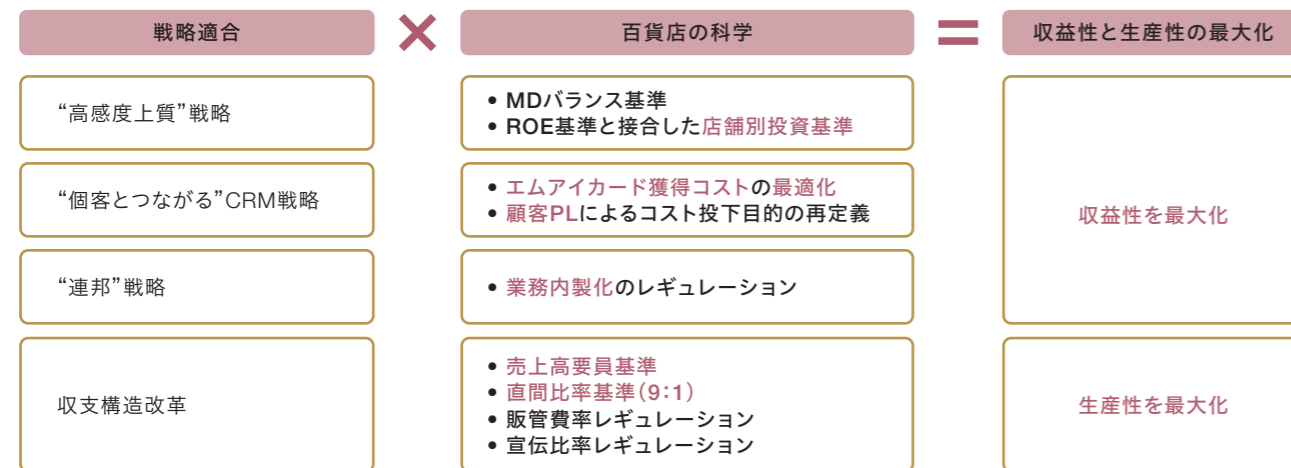 戦略適合
×
百貨店の科学
=
収益性と生産性の最大化
“高感度上質”戦略
• MDバランス基準
• ROE基準と接合した店舗別投資基準
“個客とつながる”CRM戦略
• エムアイカード獲得コストの最適化
• 顧客PLによるコスト投下目的の再定義
収益性を最大化
“連邦”戦略
• 業務内製化のレギュレーション
収支構造改革
• 売上高要員基準
• 直間比率基準(9:1)
• 販管費率レギュレーション
• 宣伝比率レギュレーション
生産性を最大化